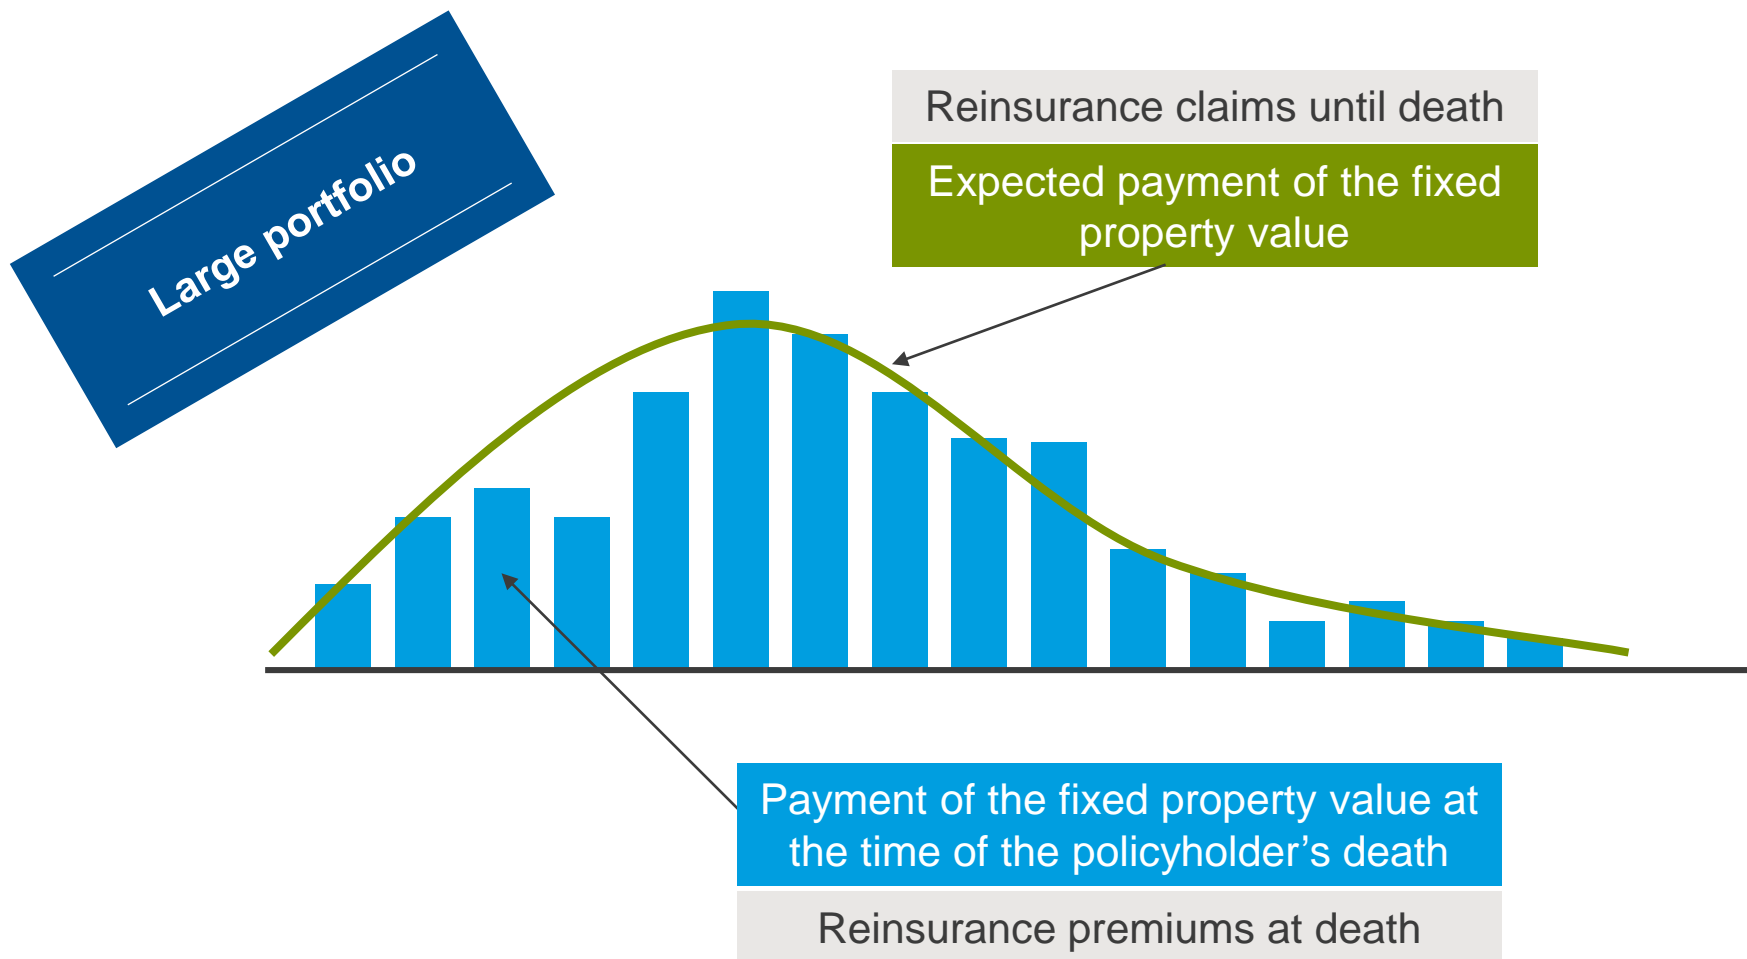 Large portfolio
Reinsurance claims until death
Expected payment of the fixed
property value
Payment of the fixed property value at
the time of the policyholder’s death
Reinsurance premiums at death